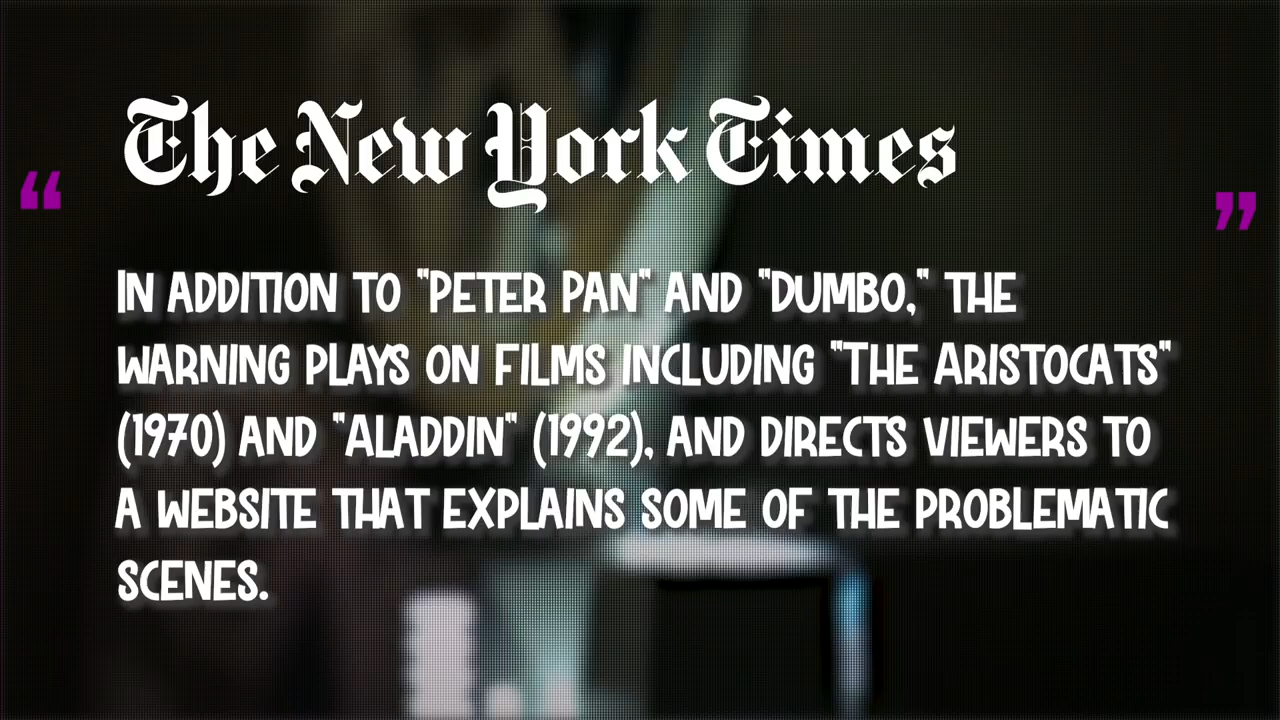 The New York Times
“ ”
IN ADDITION TO "PETER PAN" AND "DUMBO," THE
WARNING PLAYS ON FILMS INCLUDING "THE ARISTOCATS"
(1970) AND "ALADDIN" (1992), AND DIRECTS VIEWERS TO
A WEBSITE THAT EXPLAINS SOME OF THE PROBLEMATIC
SCENES.